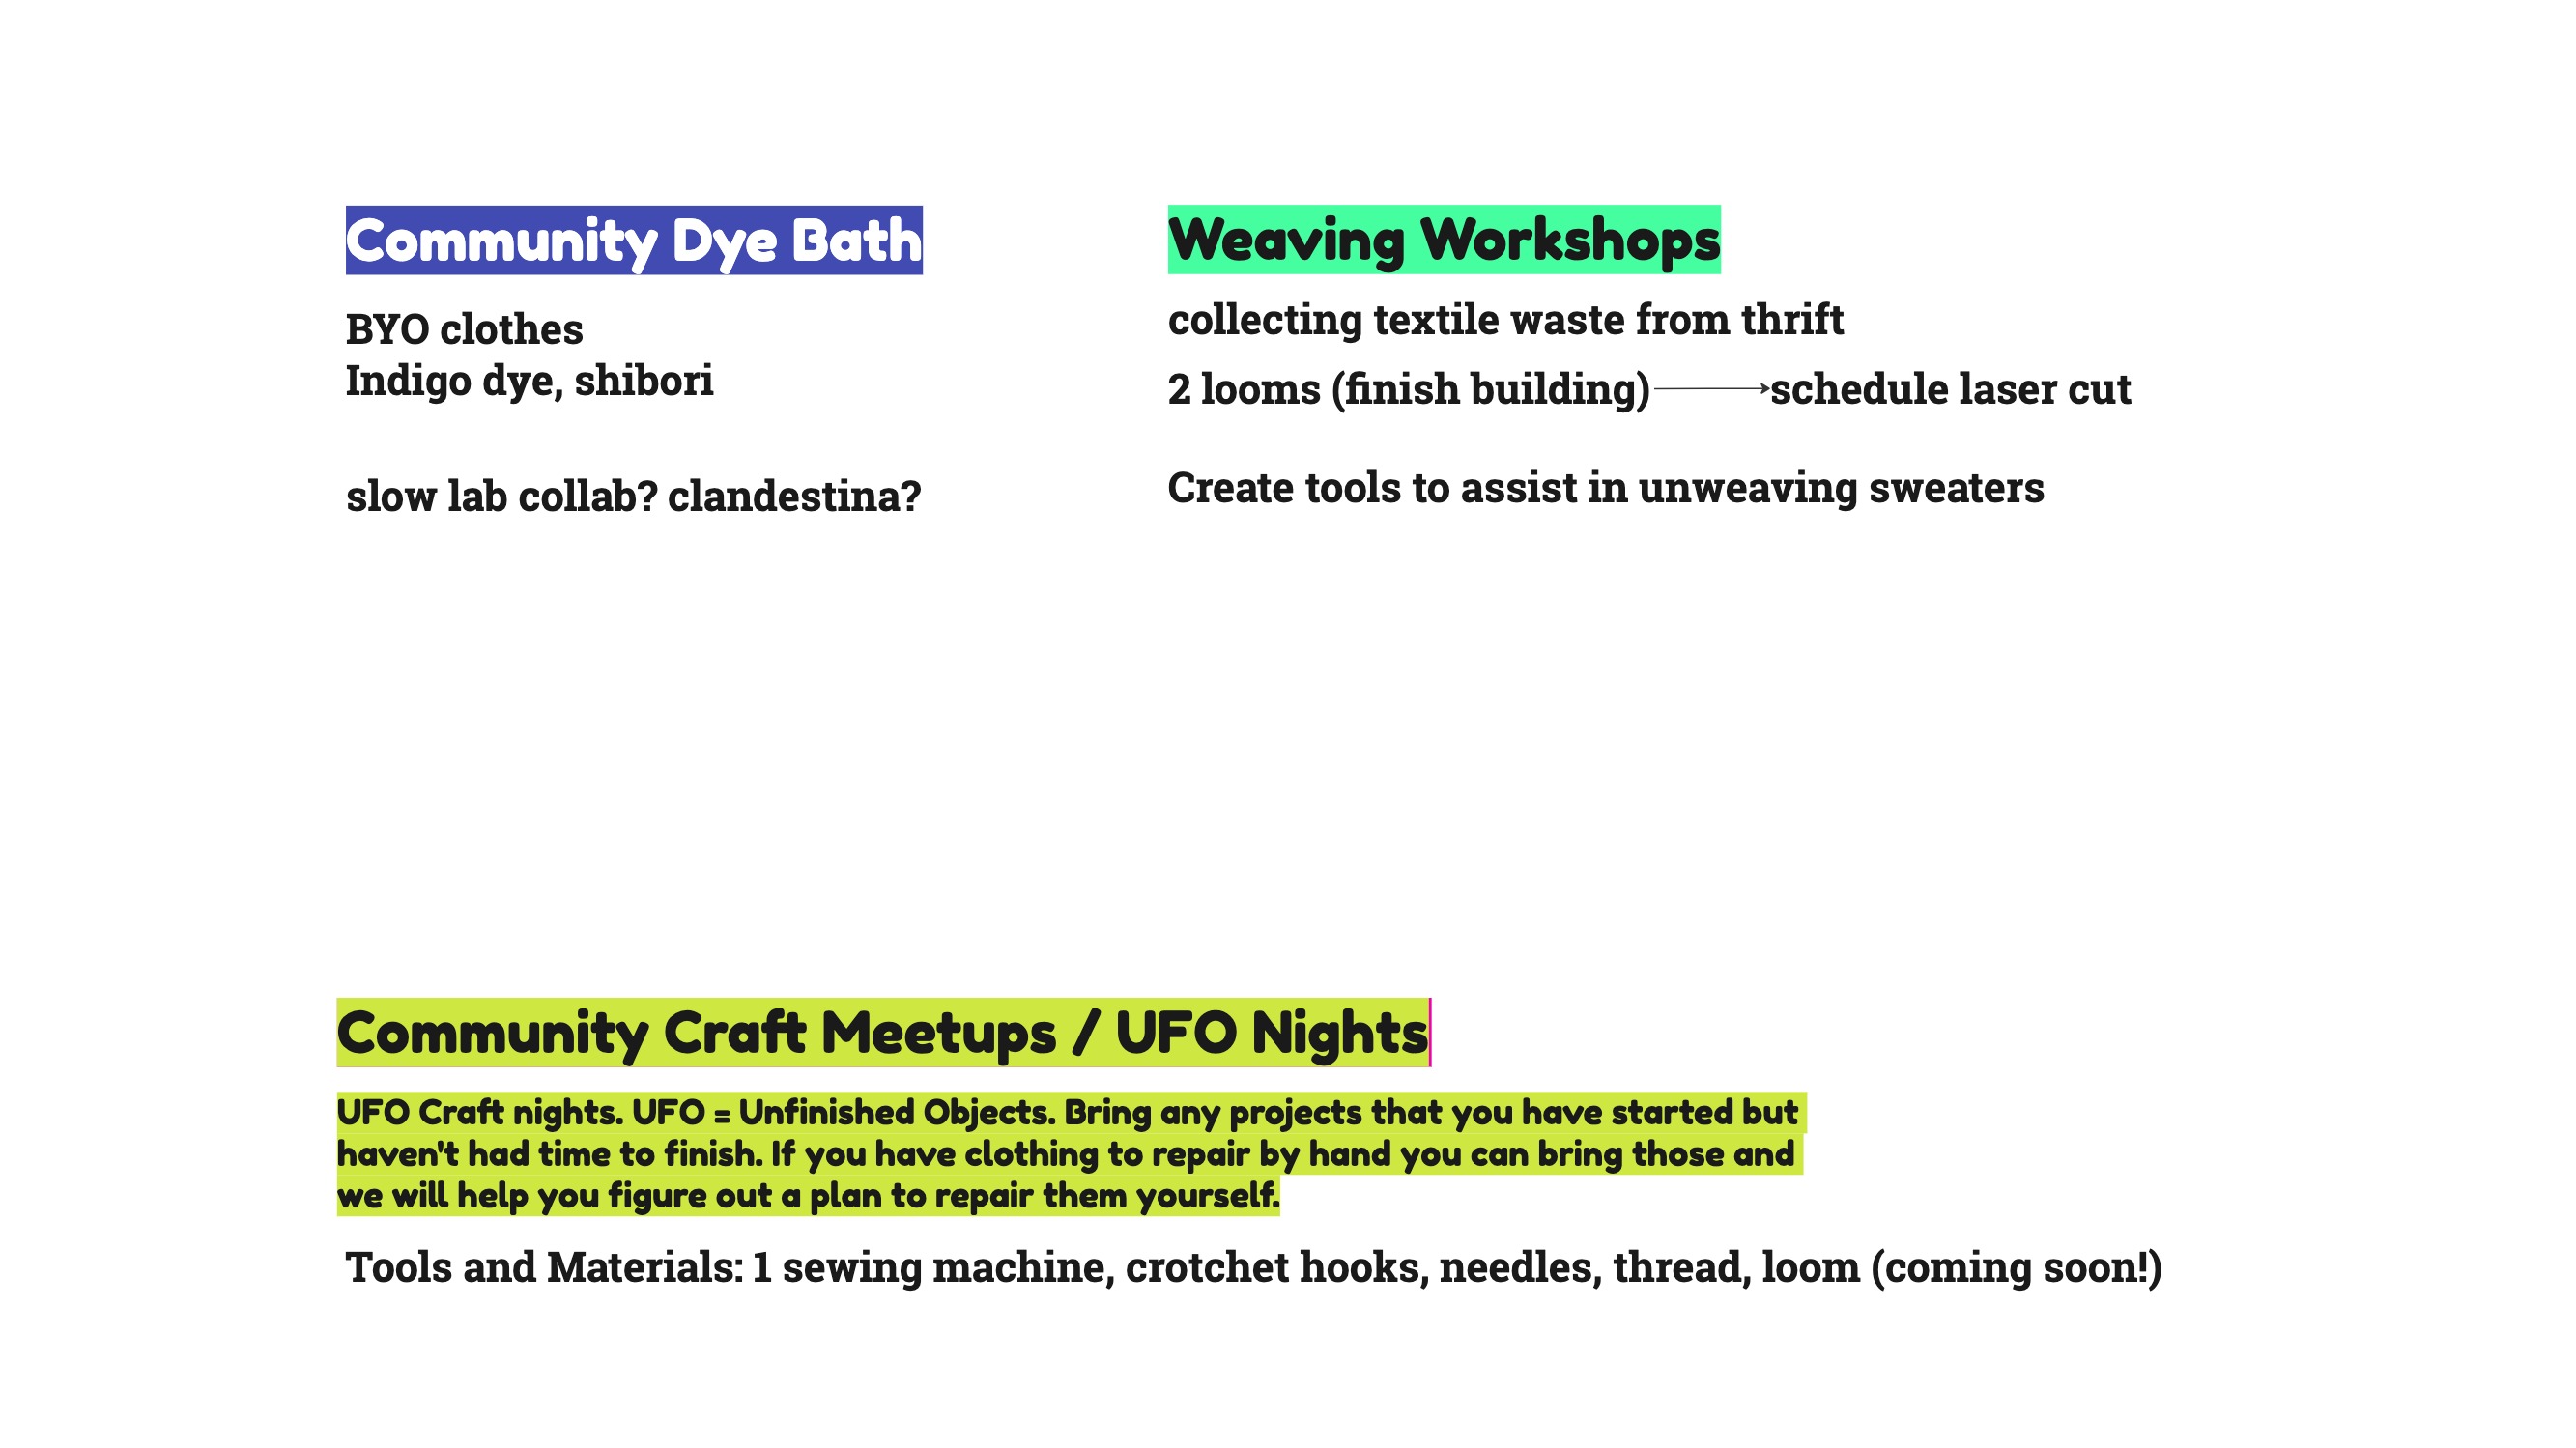 Community Dye Bath
BYO clothes
Indigo dye, shibori
slow lab collab? clandestina?
Weaving Workshops
collecting textile waste from thrift
2 looms (finish building) schedule laser cut
Create tools to assist in unweaving sweaters
Community Craft Meetups / UFO Nights
UFO Craft nights. UFO = Unfinished Objects. Bring any projects that you have started but
haven't had time to finish. If you have clothing to repair by hand you can bring those and
we will help you figure out a plan to repair them yourself.
Tools and Materials: 1 sewing machine, crotchet hooks, needles, thread, loom (coming soon!)